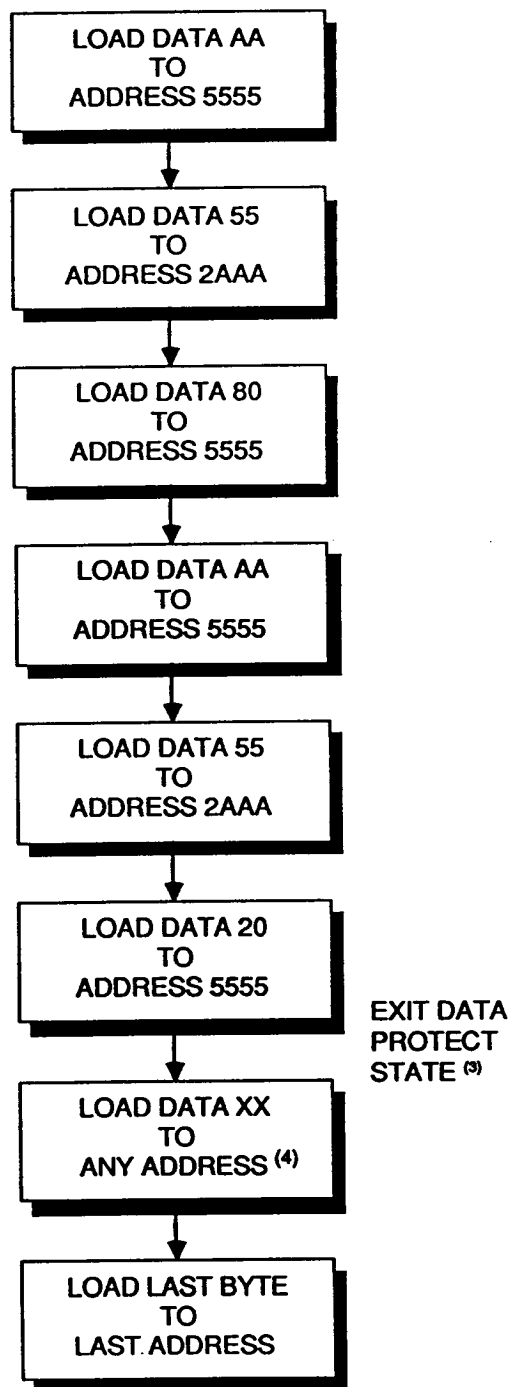 LOAD DATA AA
TO
ADDRESS 5555
LOAD DATA 55
TO
ADDRESS 2AAA
LOAD DATA 80
TO
ADDRESS 5555
LOAD DATA AA
TO
ADDRESS 5555
LOAD DATA 55
TO
ADDRESS 2AAA
LOAD DATA 20
TO
ADDRESS 5555
EXIT DATA
PROTECT
STATE (3)
LOAD DATA XX
TO
ANY ADDRESS (4)
LOAD LAST BYTE
TO
LAST. ADDRESS